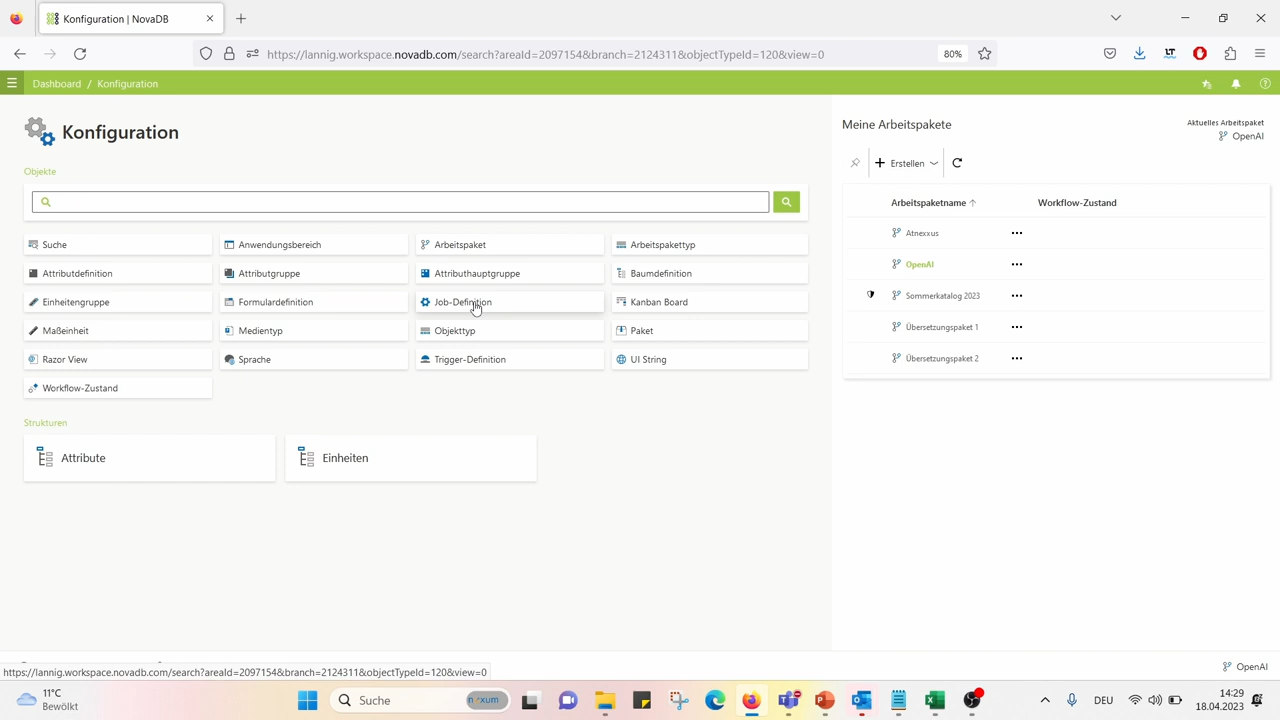 Konfiguration | NovaDB
https://lannig.workspace.novadb.com/search?areaId=2097154&branch=2124311&objectTypeId=120&view=0
80%
Dashboard / Konfiguration
Konfiguration
Objekte
Suche
Anwendungsbereich
Arbeitspaket
Arbeitspakettyp
Attributdefinition
Attributgruppe
Attributhauptgruppe
Baumdefinition
Einheitengruppe
Formulardefinition
Job-Definition
Kanban Board
Maßeinheit
Medientyp
Objekttyp
Paket
Razor View
Sprache
Trigger-Definition
UI String
Workflow-Zustand
Strukturen
Attribute
Einheiten
Meine Arbeitspakete
Aktuelles Arbeitspaket
OpenAI
Erstellen
Arbeitspaketname
Workflow-Zustand
Atnexxus
OpenAI
Sommerkatalog 2023
Übersetzungspaket 1
Übersetzungspaket 2
https://lannig.workspace.novadb.com/search?areaId=2097154&branch=2124311&objectTypeId=120&view=0
OpenAI
11°C
Bewölkt
Suche
DEU
14:29
18.04.2023